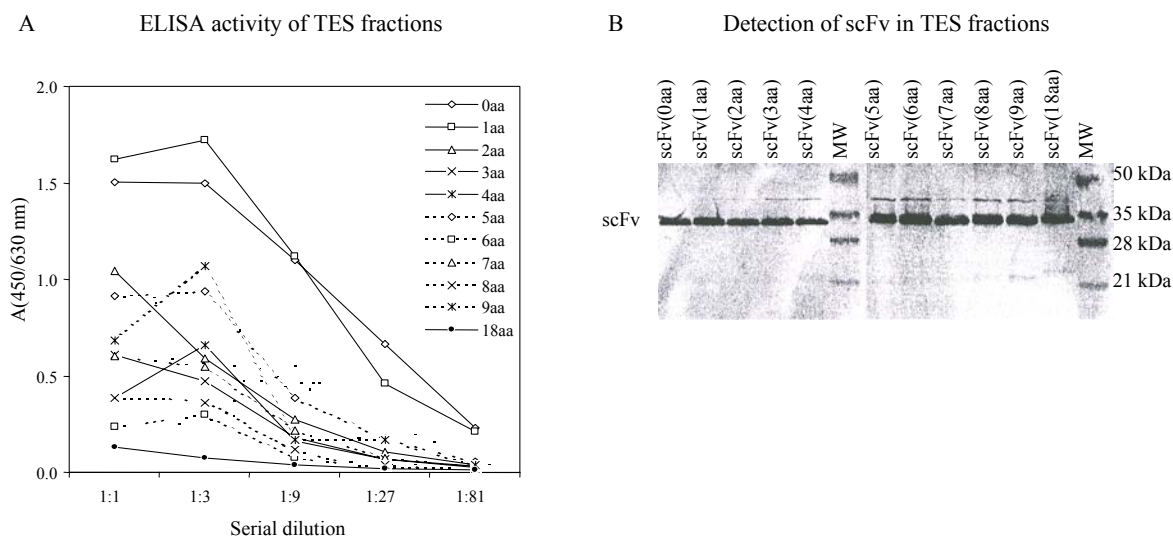 A
ELISA activity of TES fractions
2.0
1.5
1.0
0.5
0.0
A(450/630 nm)
1:1
1:3
1:9
1:27
1:81
Serial dilution
0aa
1aa
2aa
3aa
4aa
5aa
6aa
7aa
8aa
9aa
18aa
B
Detection of scFv in TES fractions
scFv(0aa)
scFv(1aa)
scFv(2aa)
scFv(3aa)
scFv(4aa)
MW
scFv(5aa)
scFv(6aa)
scFv(7aa)
scFv(8aa)
scFv(9aa)
scFv(18aa)
MW
scFv
50 kDa
35 kDa
28 kDa
21 kDa